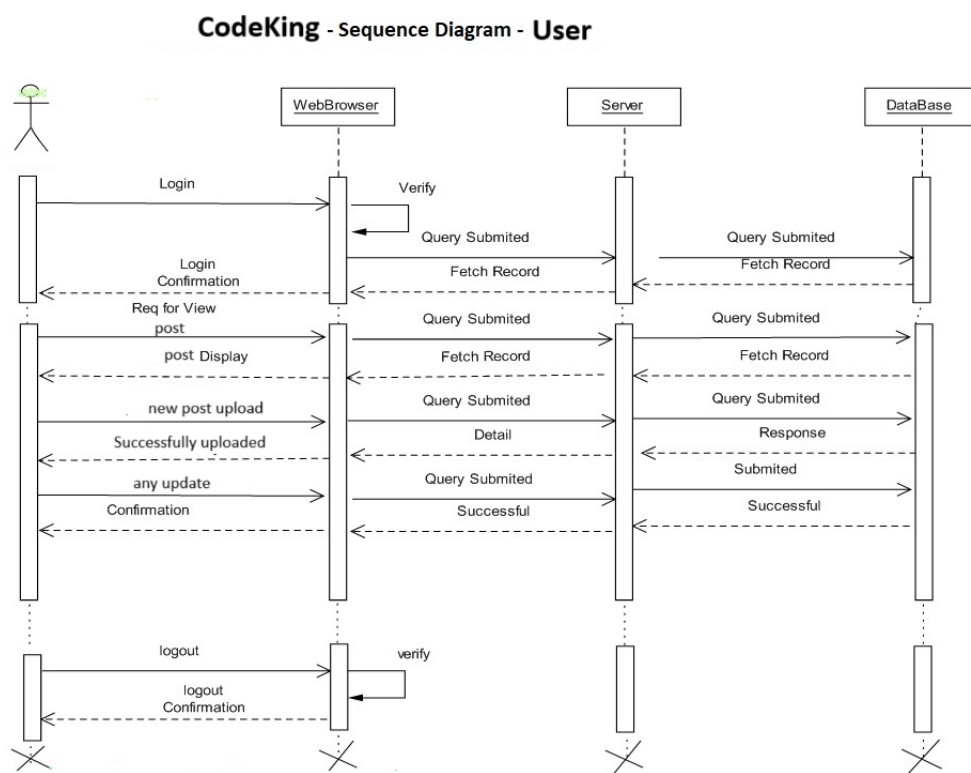 CodeKing - Sequence Diagram - User
WebBrowser
Server
DataBase
Login
Verify
Query Submited
Query Submited
Login
Confirmation
Fetch Record
Fetch Record
Req for View
post
Query Submited
Query Submited
post Display
Fetch Record
Fetch Record
new post upload
Query Submited
Query Submited
Successfully uploaded
Detail
Response
any update
Query Submited
Submited
Confirmation
Successful
Successful
logout
verify
logout
Confirmation